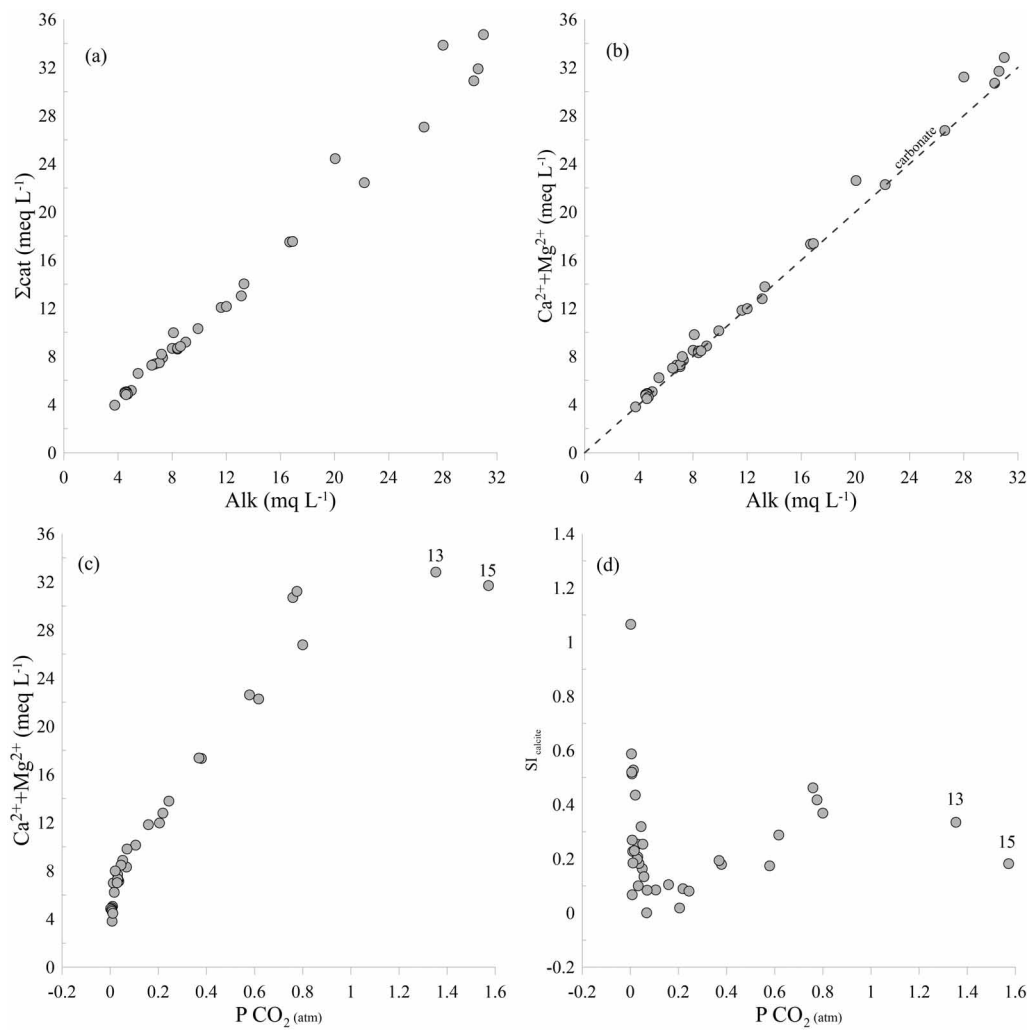 36
32
28
24
20
16
12
8
4
0
(a)
Σcat (meq L-1)
0 4 8 12 16 20 24 28 32
Alk (mq L-1)
36
32
28
24
20
16
12
8
4
0
(b)
carbonate
Ca2++Mg2+ (meq L-1)
0 4 8 12 16 20 24 28 32
Alk (mq L-1)
36
32
28
24
20
16
12
8
4
0
(c)
13
15
Ca2++Mg2+ (meq L-1)
-0.2 0 0.2 0.4 0.6 0.8 1 1.2 1.4 1.6
P CO2 (atm)
1.4
1.2
1
0.8
0.6
0.4
0.2
0
-0.2
(d)
13
15
SI calcite
-0.2 0 0.2 0.4 0.6 0.8 1 1.2 1.4 1.6
P CO2 (atm)